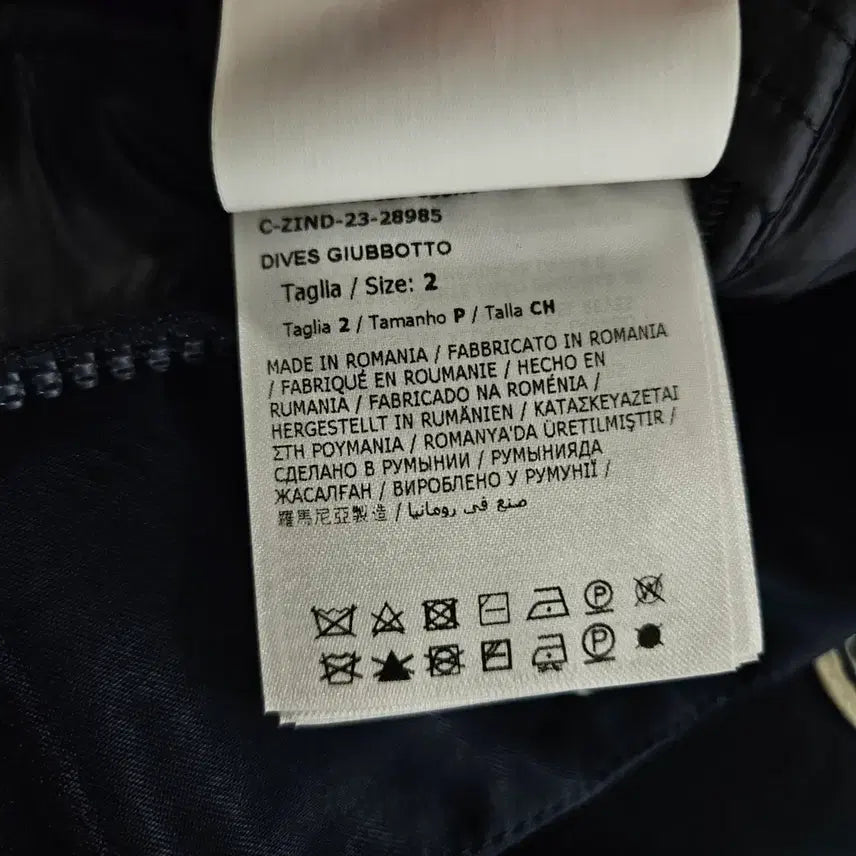 C-ZIND-23-28985
DIVES GIUBBOTTO
Taglia / Size: 2
Taglia 2 / Tamanho P / Talla CH
MADE IN ROMANIA / FABBRICATO IN ROMANIA
/ FABRIQUÉ EN ROUMANIE / HECHO EN
RUMANIA / FABRICADO NA ROMÉNIA /
HERGESTELLT IN RUMÄNIEN / ΚΑΤΑΣΚΕΥΑΖΕΤΑΙ
ΣΤΗ ΡΟΥΜΑΝΙΑ / ROMANYA'DA ÜRETILMIŞTIR /
СДЕЛАНО В РУМЫНИИ / РУМЫНИЯДА
ЖАСАЛҒАН / ВИРОБЛЕНО У РУМУНІЇ /
羅馬尼亞製造 / صنع في رومانيا
P W
P